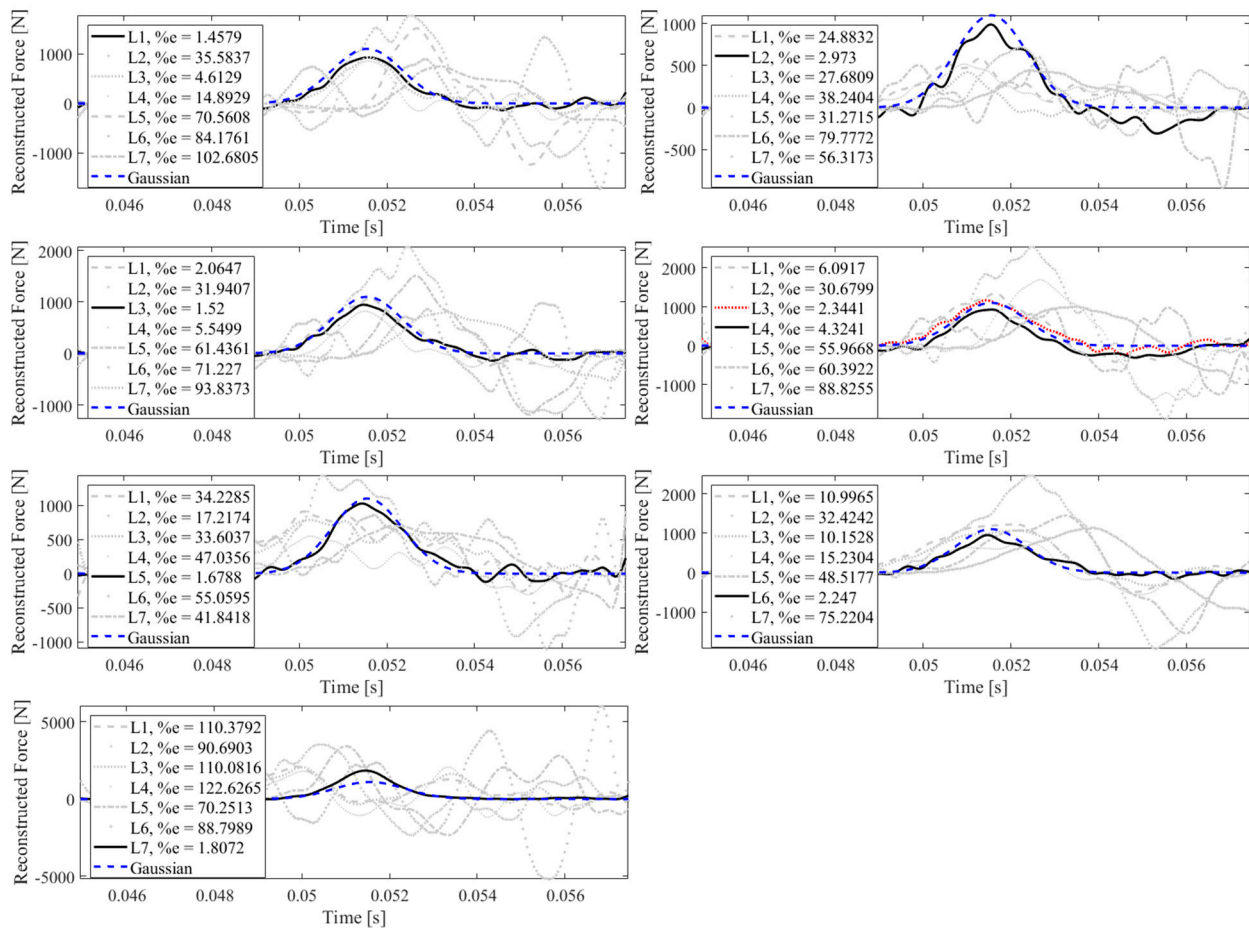 Reconstructed Force [N]
1000
0
-1000
L1, %e = 1.4579
L2, %e = 35.5837
L3, %e = 4.6129
L4, %e = 14.8929
L5, %e = 70.5608
L6, %e = 84.1761
L7, %e = 102.6805
Gaussian
0.046 0.048 0.05 0.052 0.054 0.056
Time [s]
Reconstructed Force [N]
1000
500
0
-500
L1, %e = 24.8832
L2, %e = 2.973
L3, %e = 27.6809
L4, %e = 38.2404
L5, %e = 31.2715
L6, %e = 79.7772
L7, %e = 56.3173
Gaussian
0.046 0.048 0.05 0.052 0.054 0.056
Time [s]
Reconstructed Force [N]
2000
1000
0
-1000
L1, %e = 2.0647
L2, %e = 31.9407
L3, %e = 1.52
L4, %e = 5.5499
L5, %e = 61.4361
L6, %e = 71.227
L7, %e = 93.8373
Gaussian
0.046 0.048 0.05 0.052 0.054 0.056
Time [s]
Reconstructed Force [N]
2000
1000
0
-1000
L1, %e = 6.0917
L2, %e = 30.6799
L3, %e = 2.3441
L4, %e = 4.3241
L5, %e = 55.9668
L6, %e = 60.3922
L7, %e = 88.8255
Gaussian
0.046 0.048 0.05 0.052 0.054 0.056
Time [s]
Reconstructed Force [N]
1000
500
0
-500
-1000
L1, %e = 34.2285
L2, %e = 17.2174
L3, %e = 33.6037
L4, %e = 47.0356
L5, %e = 1.6788
L6, %e = 55.0595
L7, %e = 41.8418
Gaussian
0.046 0.048 0.05 0.052 0.054 0.056
Time [s]
Reconstructed Force [N]
2000
1000
0
-1000
L1, %e = 10.9965
L2, %e = 32.4242
L3, %e = 10.1528
L4, %e = 15.2304
L5, %e = 48.5177
L6, %e = 2.247
L7, %e = 75.2204
Gaussian
0.046 0.048 0.05 0.052 0.054 0.056
Time [s]
Reconstructed Force [N]
5000
0
-5000
L1, %e = 110.3792
L2, %e = 90.6903
L3, %e = 110.0816
L4, %e = 122.6265
L5, %e = 70.2513
L6, %e = 88.7989
L7, %e = 1.8072
Gaussian
0.046 0.048 0.05 0.052 0.054 0.056
Time [s]